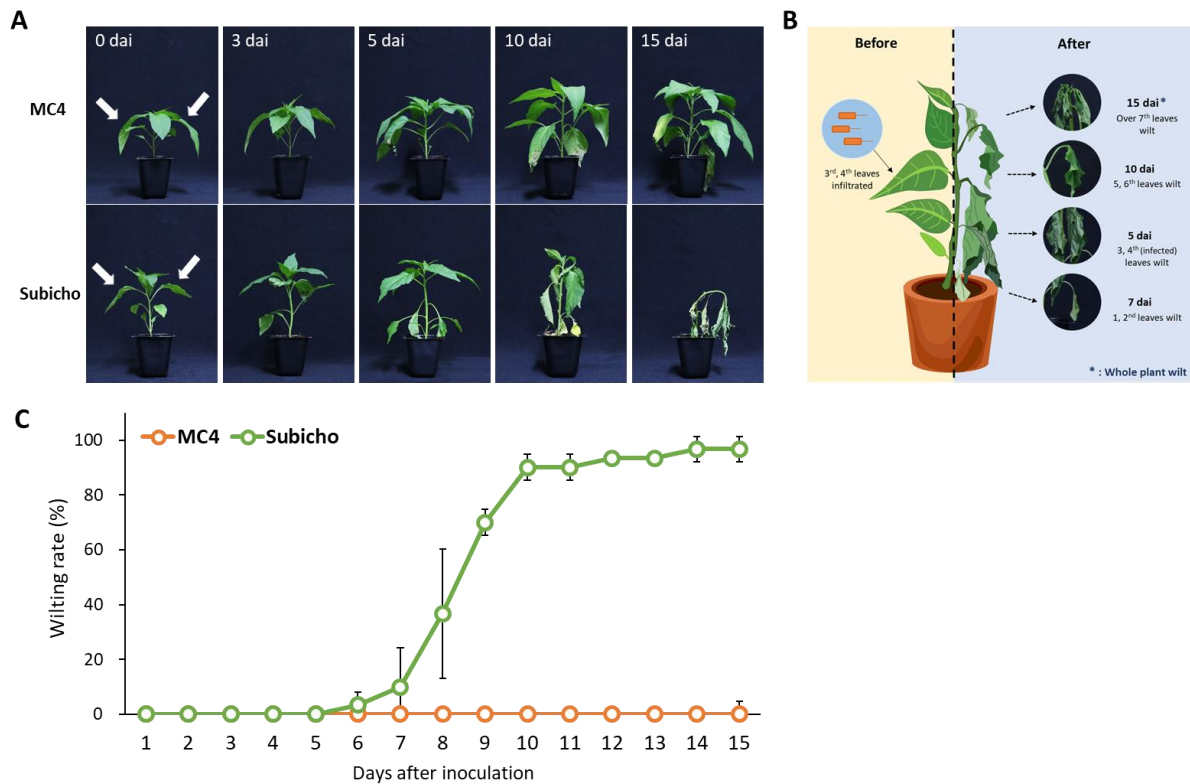 A
0 dai
3 dai
5 dai
10 dai
15 dai
MC4
Subicho
B
Before
After
3rd, 4th leaves
infiltrated
15 dai*
Over 7th leaves
wilt
10 dai
5, 6th leaves wilt
5 dai
3, 4th (infected)
leaves wilt
7 dai
1, 2nd leaves wilt
* : Whole plant wilt
C
MC4
Subicho
Wilting rate (%)
100
80
60
40
20
0
1 2 3 4 5 6 7 8 9 10 11 12 13 14 15
Days after inoculation